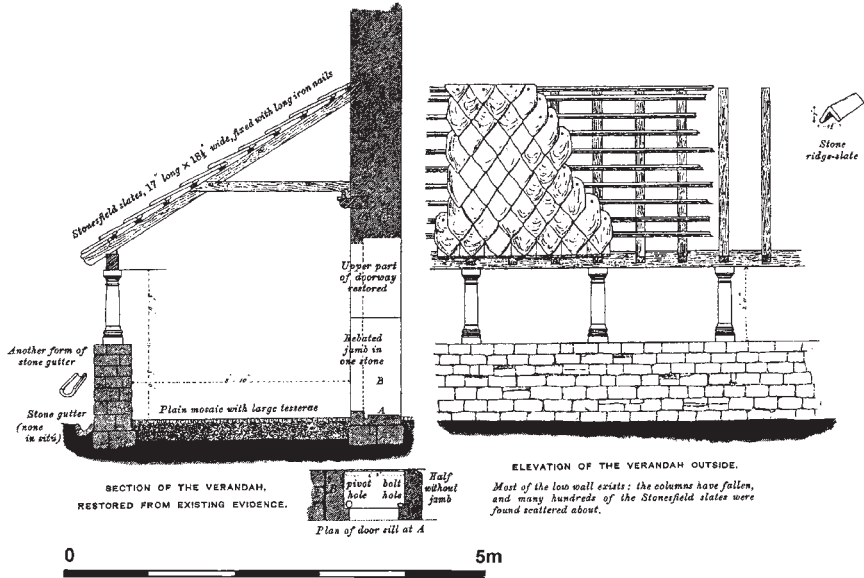 Stonesfield slates, 17" long × 18½" wide, fixed with long iron nails
Stone
ridge-slate
Upper part
of doorway
restored
Another form of
stone gutter
Rebated
jamb in
one stone
B
A
Plain mosaic with large tesserae
Stone gutter
(none
in sitû)
SECTION OF THE VERANDAH.
RESTORED FROM EXISTING EVIDENCE.
B
pivot
hole
bolt
hole
Half
without
jamb
Plan of door sill at A
ELEVATION OF THE VERANDAH OUTSIDE.
Most of the low wall exists: the columns have fallen,
and many hundreds of the Stonesfield slates were
found scattered about.
0
5m